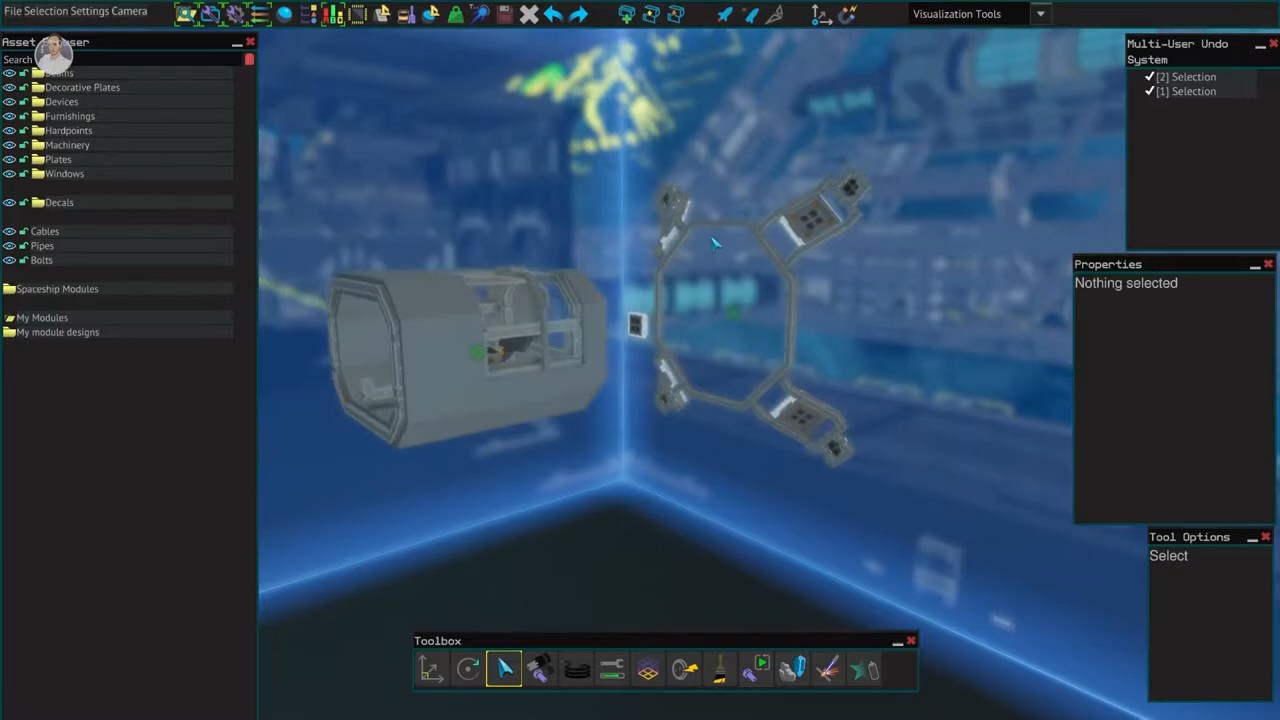 File Selection Settings Camera
Visualization Tools
Search
Beams
Decorative Plates
Devices
Furnishings
Hardpoints
Machinery
Plates
Windows
Decals
Cables
Pipes
Bolts
Spaceship Modules
My Modules
My module designs
Multi-User Undo
System
[2] Selection
[1] Selection
Properties
Nothing selected
Tool Options
Select
Toolbox